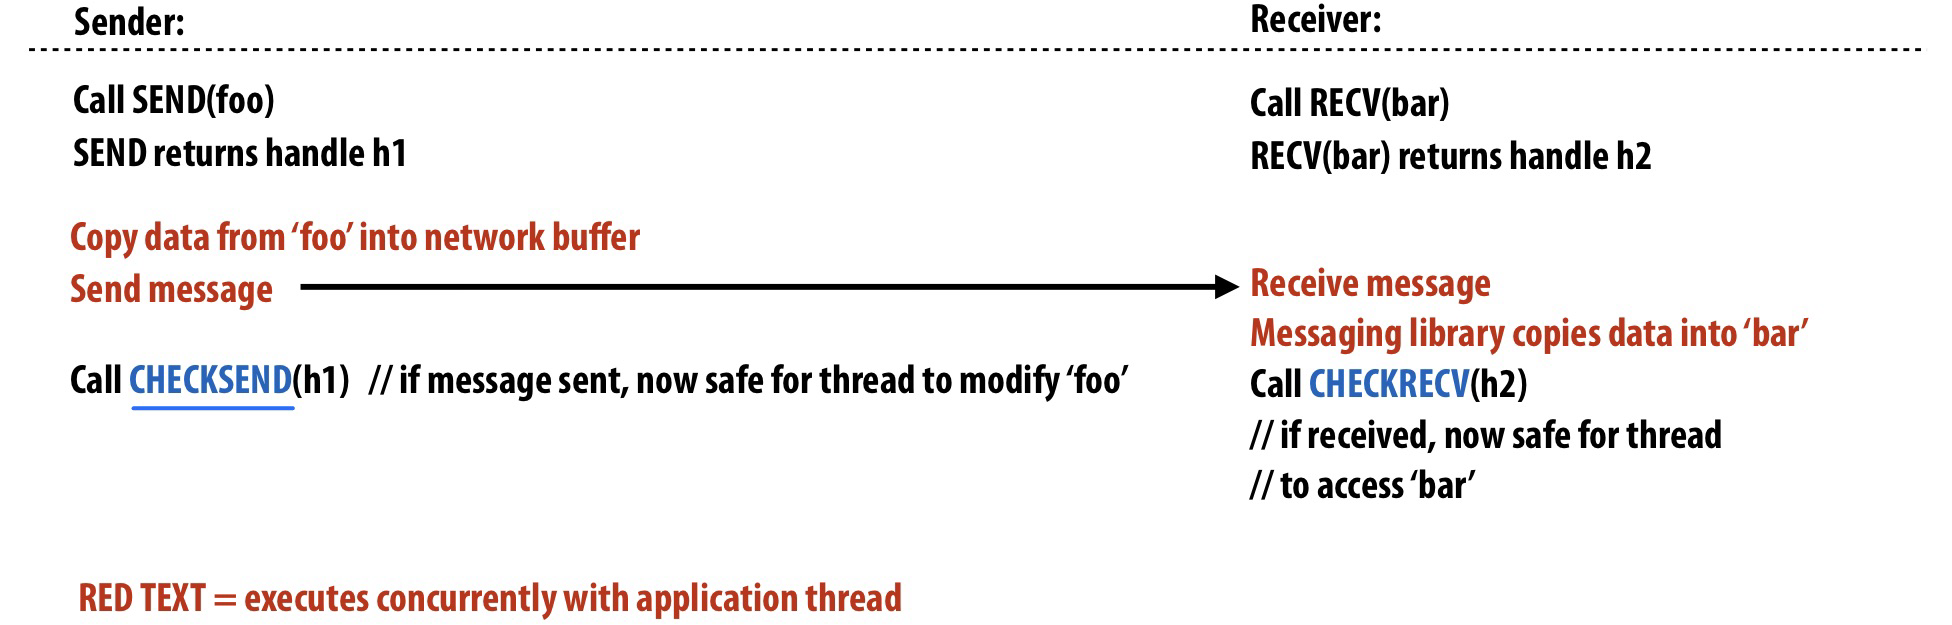 Sender:
Call SEND(foo)
SEND returns handle h1
Copy data from ‘foo’ into network buffer
Send message
Call CHECKSEND(h1) // if message sent, now safe for thread to modify ‘foo’
Receiver:
Call RECV(bar)
RECV(bar) returns handle h2
Receive message
Messaging library copies data into ‘bar’
Call CHECKRECV(h2)
// if received, now safe for thread
// to access ‘bar’
RED TEXT = executes concurrently with application thread